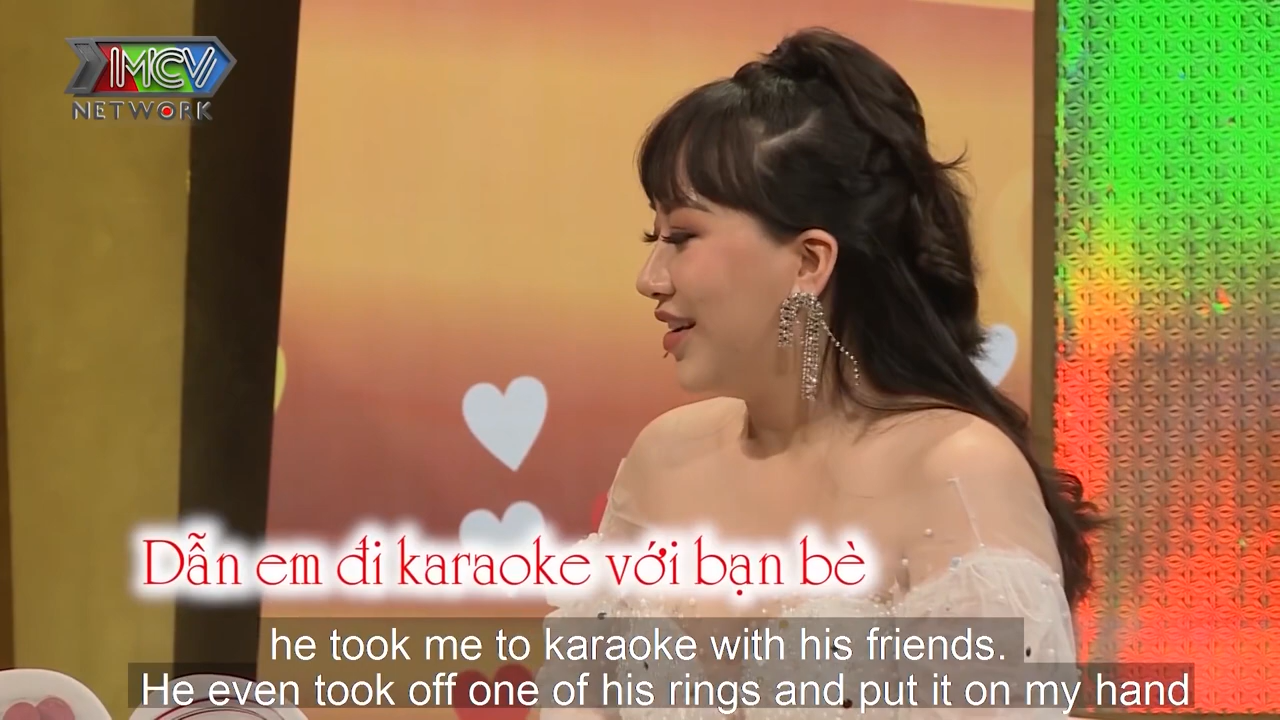 MCV
NETWORK
Dẫn em đi karaoke với bạn bè
he took me to karaoke with his friends.
He even took off one of his rings and put it on my hand